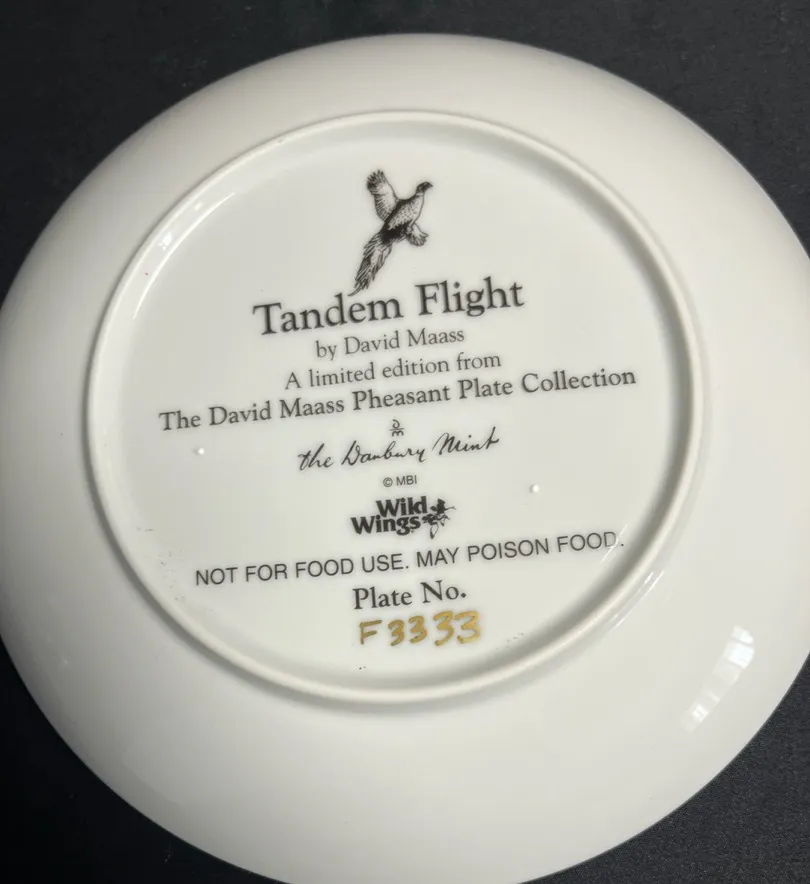 Tandem Flight
by David Maass
A limited edition from
The David Maass Pheasant Plate Collection
DM
the Danbury Mint
© MBI
Wild
Wings
NOT FOR FOOD USE. MAY POISON FOOD.
Plate No.
F3333